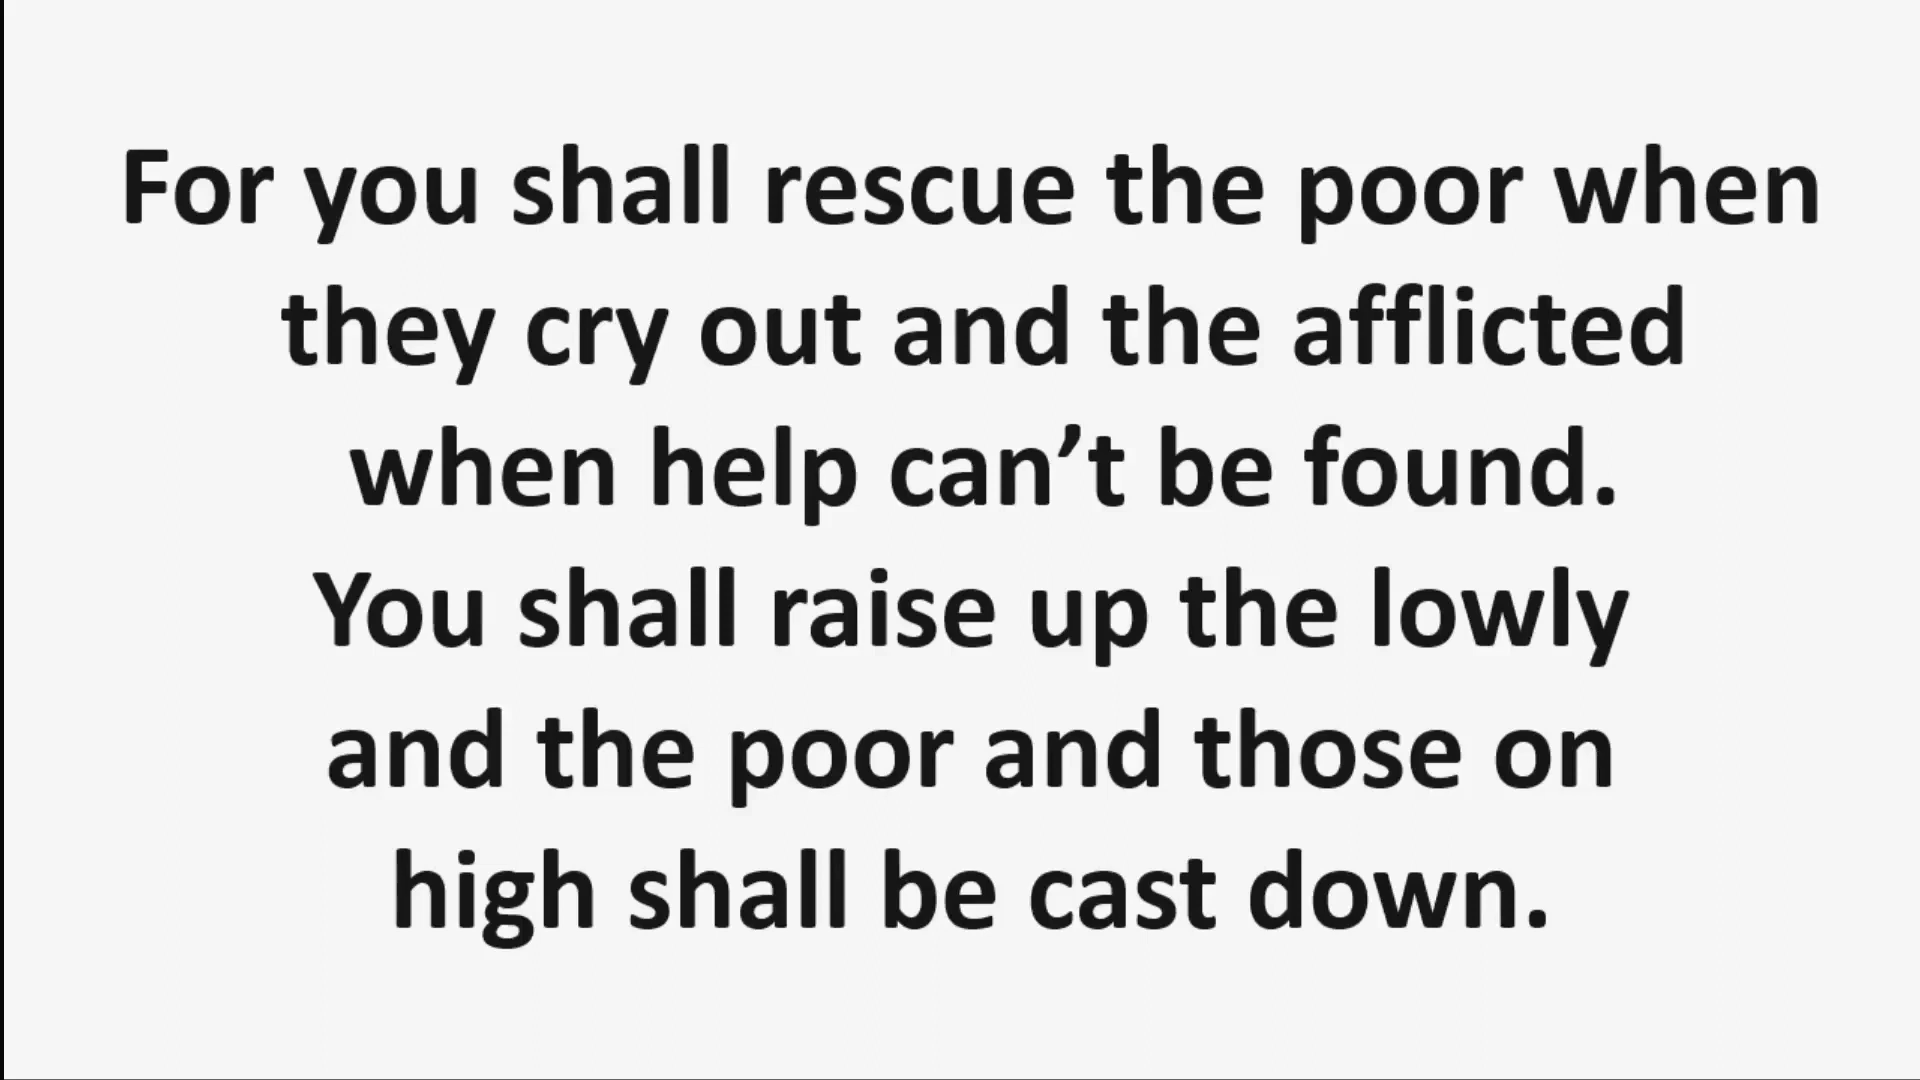 For you shall rescue the poor when
they cry out and the afflicted
when help can’t be found.
You shall raise up the lowly
and the poor and those on
high shall be cast down.